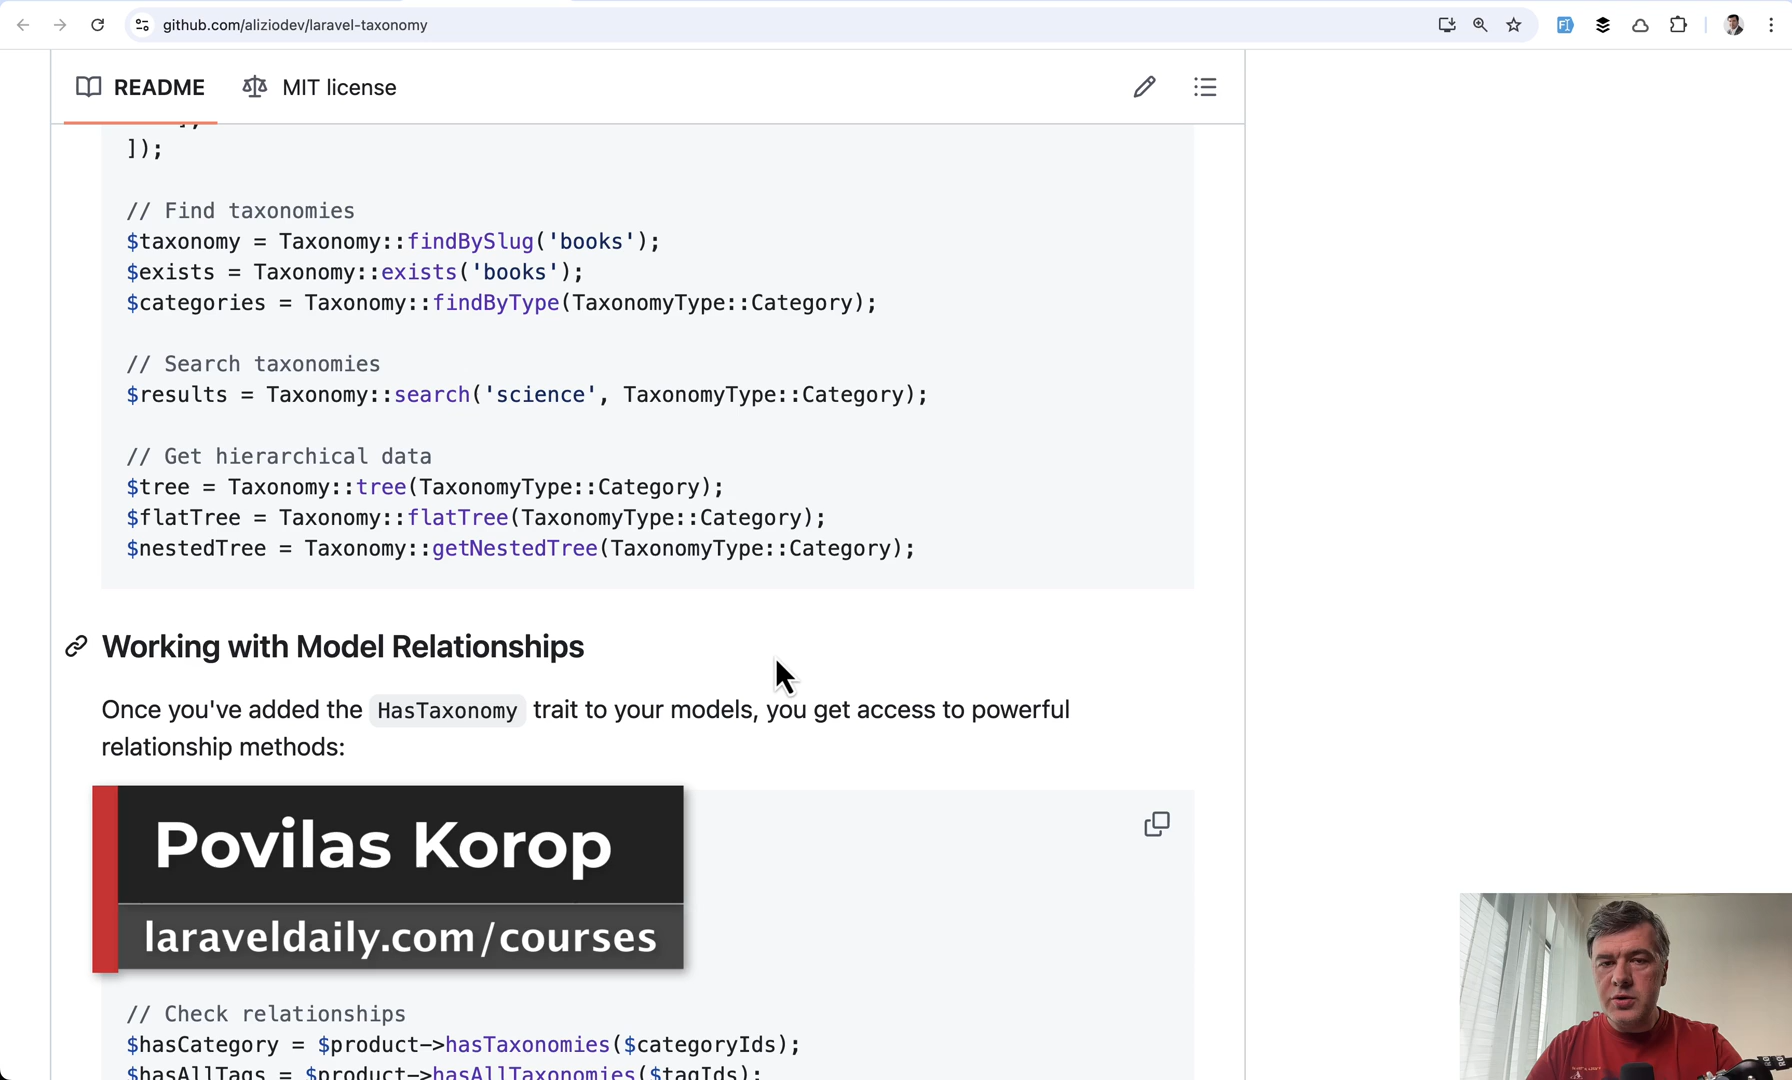 github.com/aliziodev/laravel-taxonomy
README
MIT license
]);
// Find taxonomies
$taxonomy = Taxonomy::findBySlug('books');
$exists = Taxonomy::exists('books');
$categories = Taxonomy::findByType(TaxonomyType::Category);
// Search taxonomies
$results = Taxonomy::search('science', TaxonomyType::Category);
// Get hierarchical data
$tree = Taxonomy::tree(TaxonomyType::Category);
$flatTree = Taxonomy::flatTree(TaxonomyType::Category);
$nestedTree = Taxonomy::getNestedTree(TaxonomyType::Category);
Working with Model Relationships
Once you've added the HasTaxonomy trait to your models, you get access to powerful
relationship methods:
Povilas Korop
laraveldaily.com/courses
// Check relationships
$hasCategory = $product->hasTaxonomies($categoryIds);
$hasAllTags = $product->hasAllTaxonomies($tagIds);